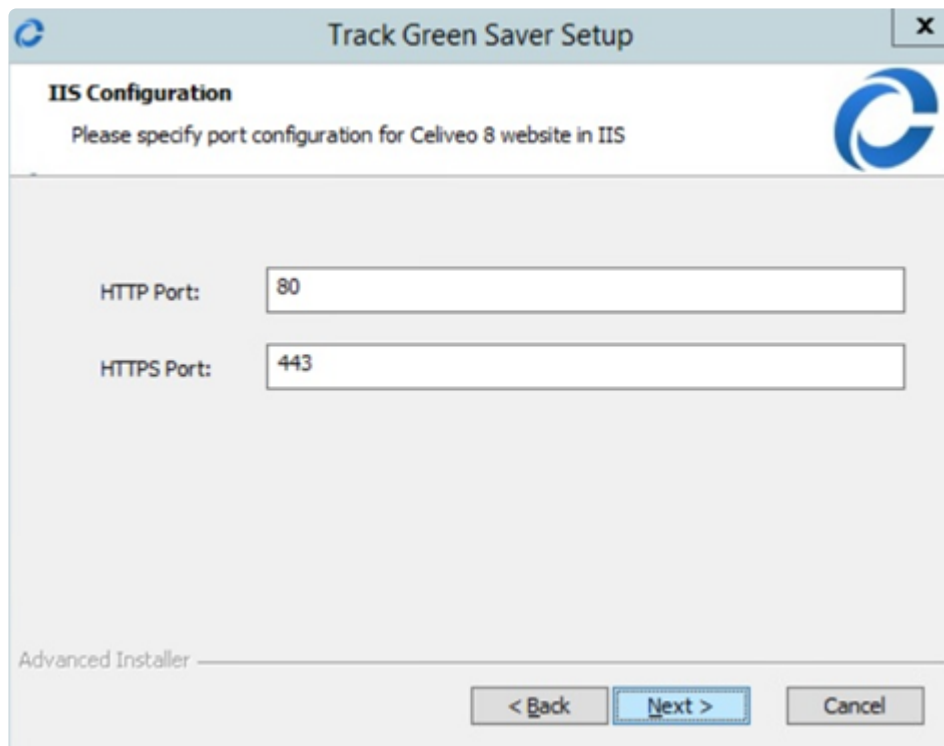 Track Green Saver Setup
x
IIS Configuration
Please specify port configuration for Celiveo 8 website in IIS
HTTP Port: 80
HTTPS Port: 443
Advanced Installer
< Back Next > Cancel